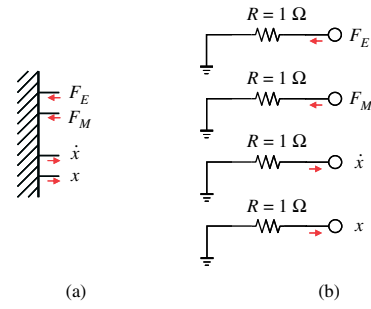 R = 1 Ω
F_E
R = 1 Ω
F_M
R = 1 Ω
ẋ
R = 1 Ω
x
F_E
F_M
ẋ
x
(a)
(b)